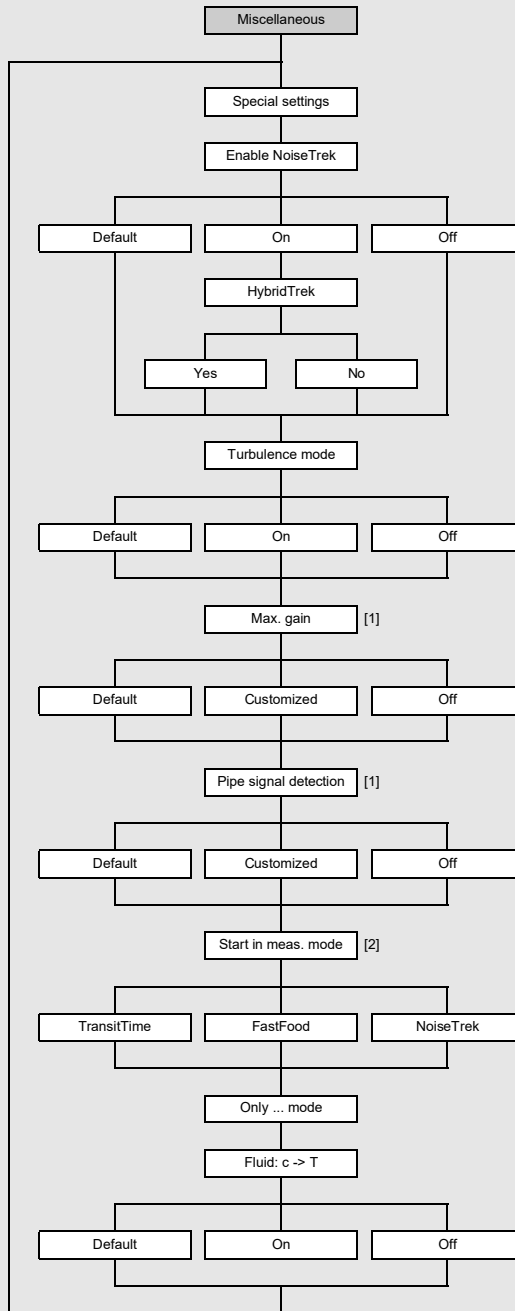 Miscellaneous
Special settings
Enable NoiseTrek
Default On Off
HybridTrek
Yes No
Turbulence mode
Default On Off
Max. gain [1]
Default Customized Off
Pipe signal detection [1]
Default Customized Off
Start in meas. mode [2]
TransitTime FastFood NoiseTrek
Only ... mode
Fluid: c -> T
Default On Off